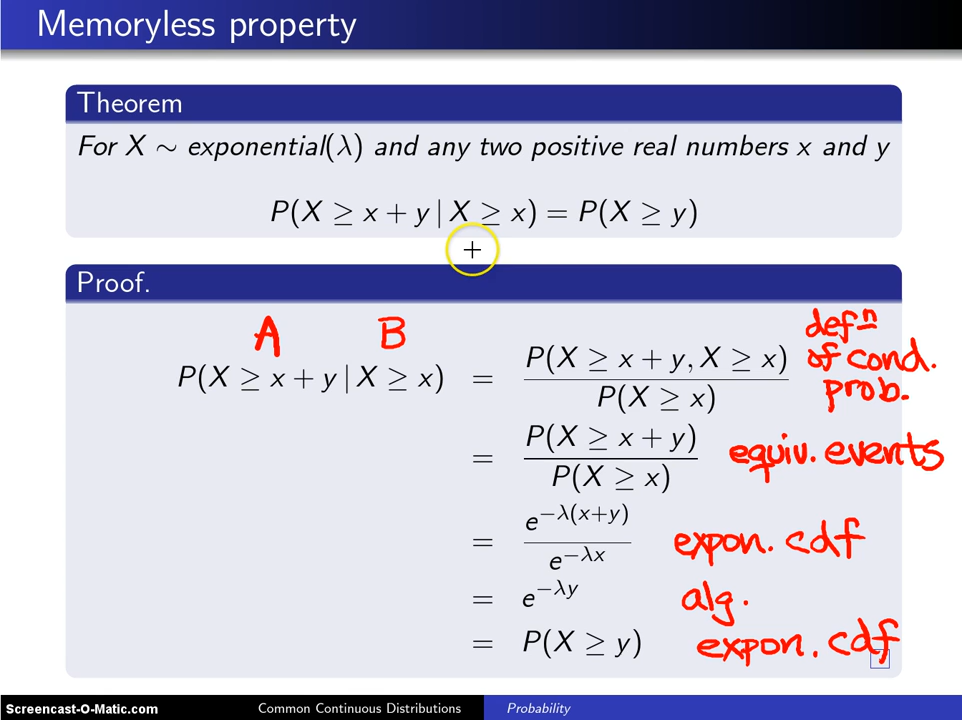 Memoryless property
Theorem
For X ∼ exponential(λ) and any two positive real numbers x and y
P(X ≥ x + y | X ≥ x) = P(X ≥ y)
+
Proof.
A B
P(X ≥ x + y | X ≥ x) = P(X ≥ x + y, X ≥ x) / P(X ≥ x) defn of cond. prob.
= P(X ≥ x + y) / P(X ≥ x) equiv. events
= e^{−λ(x+y)} / e^{−λx} expon. cdf
= e^{−λy} alg.
= P(X ≥ y) expon. cdf
Screencast-O-Matic.com Common Continuous Distributions Probability